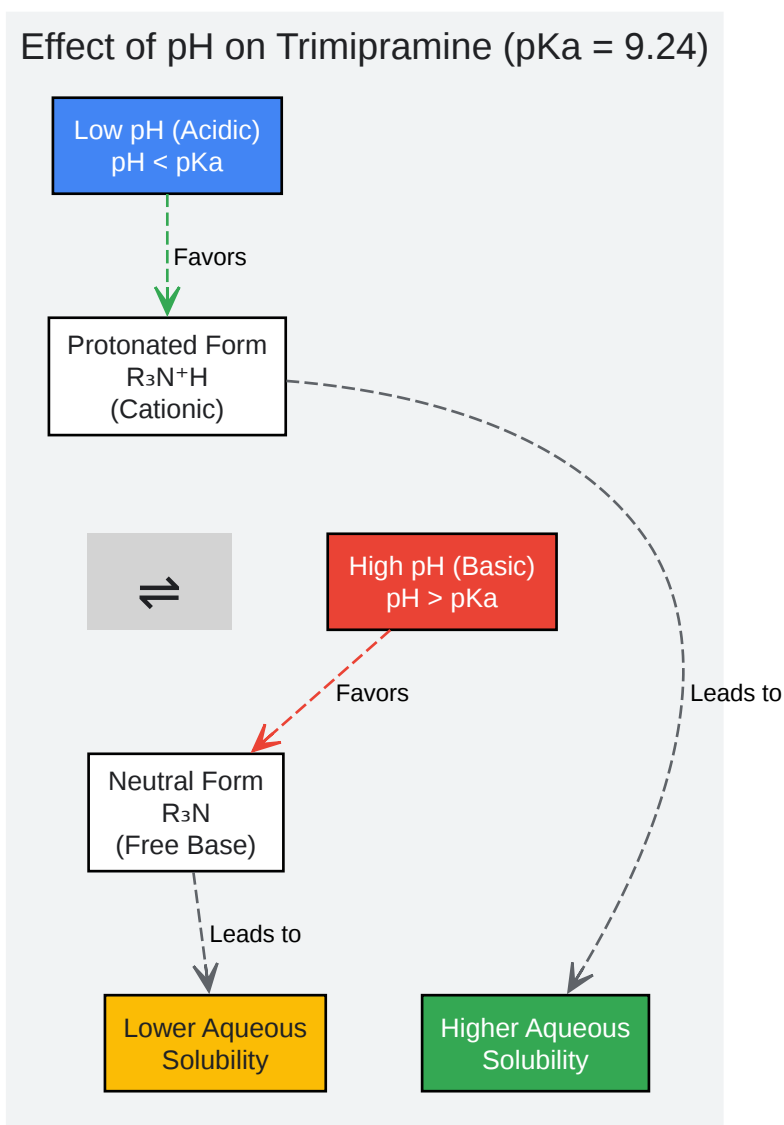 Effect of pH on Trimipramine (pKa = 9.24)
Low pH (Acidic)
pH < pKa
Favors
Protonated Form
R₃N⁺H
(Cationic)
⇌
High pH (Basic)
pH > pKa
Favors
Leads to
Neutral Form
R₃N
(Free Base)
Leads to
Lower Aqueous
Solubility
Higher Aqueous
Solubility